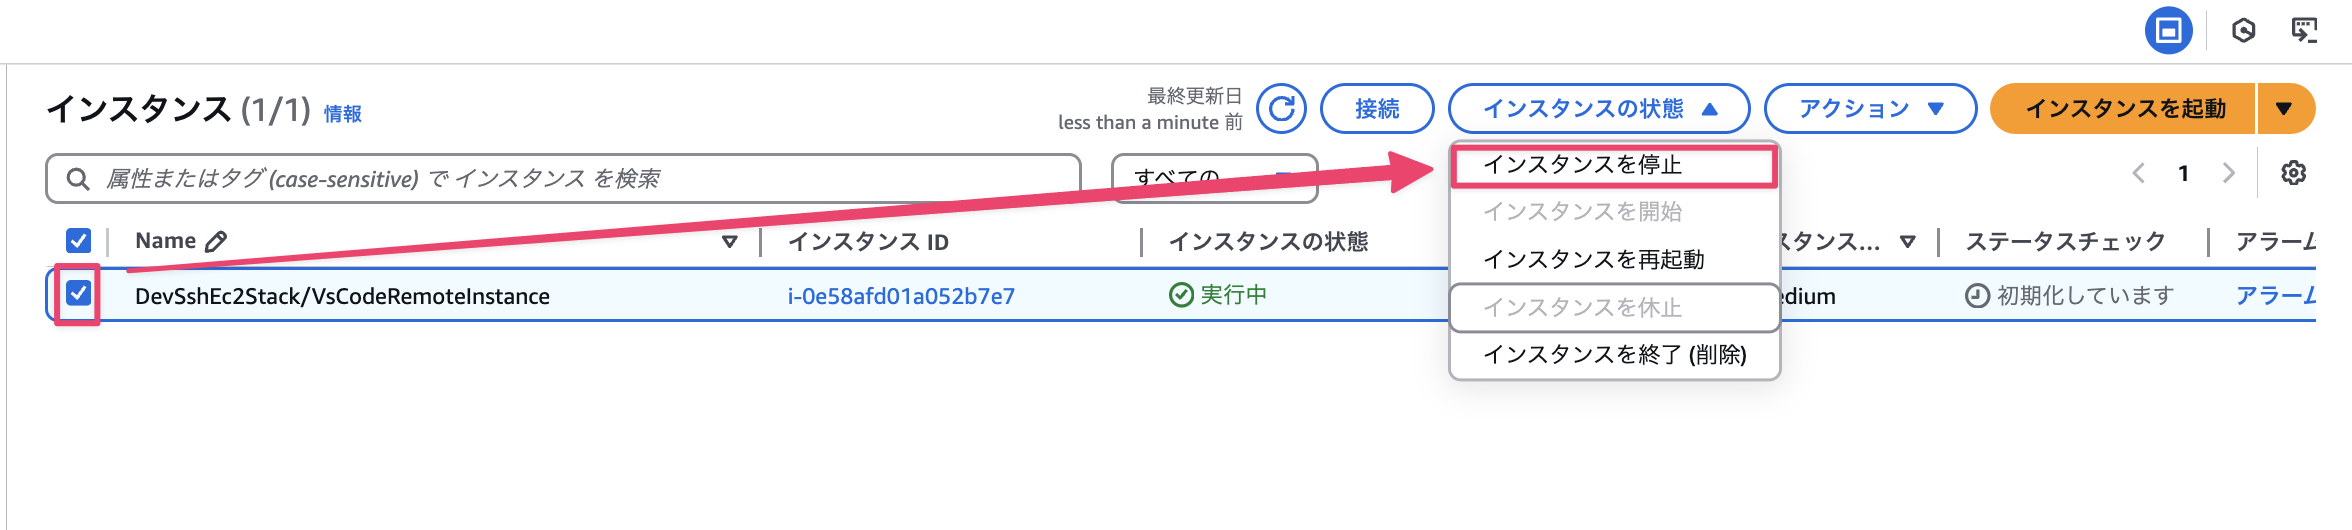 インスタンス (1/1) 情報
最終更新日
less than a minute 前
接続
インスタンスの状態
アクション
インスタンスを起動
属性またはタグ (case-sensitive) で インスタンス を検索
すべての
1
インスタンスを停止
インスタンスを開始
インスタンスを再起動
インスタンスを休止
インスタンスを終了 (削除)
Name
インスタンス ID
インスタンスの状態
スタンス...
ステータスチェック
アラーム
DevSshEc2Stack/VsCodeRemoteInstance
i-0e58afd01a052b7e7
実行中
edium
初期化しています
アラーム